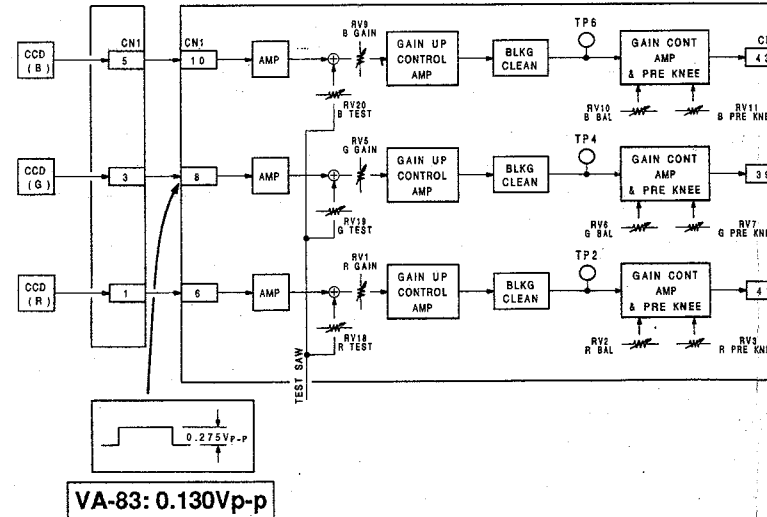 CCD
(B)
CN1
5
CN1
10
AMP
RV9
B GAIN
RV20
B TEST
GAIN UP
CONTROL
AMP
BLKG
CLEAN
TP6
GAIN CONT
AMP
& PRE KNEE
RV10
B BAL
RV11
B PRE KNE
CCD
(G)
3
8
AMP
RV5
G GAIN
RV19
G TEST
GAIN UP
CONTROL
AMP
BLKG
CLEAN
TP4
GAIN CONT
AMP
& PRE KNEE
RV6
G BAL
RV7
G PRE KNE
CCD
(R)
1
6
AMP
RV1
R GAIN
RV18
R TEST
GAIN UP
CONTROL
AMP
BLKG
CLEAN
TP2
GAIN CONT
AMP
& PRE KNEE
RV2
R BAL
RV3
R PRE KNE
TEST SAW
0.275VP-P
VA-83: 0.130Vp-p